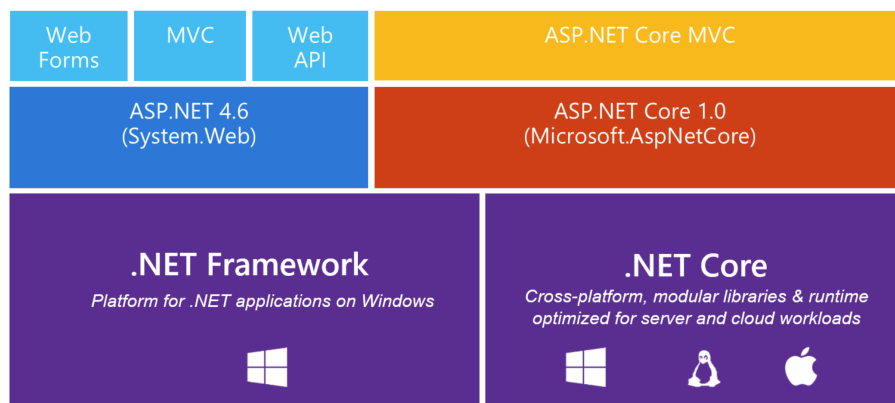 Web
Forms
MVC
Web
API
ASP.NET Core MVC
ASP.NET 4.6
(System.Web)
ASP.NET Core 1.0
(Microsoft.AspNetCore)
.NET Framework
Platform for .NET applications on Windows
.NET Core
Cross-platform, modular libraries & runtime
optimized for server and cloud workloads